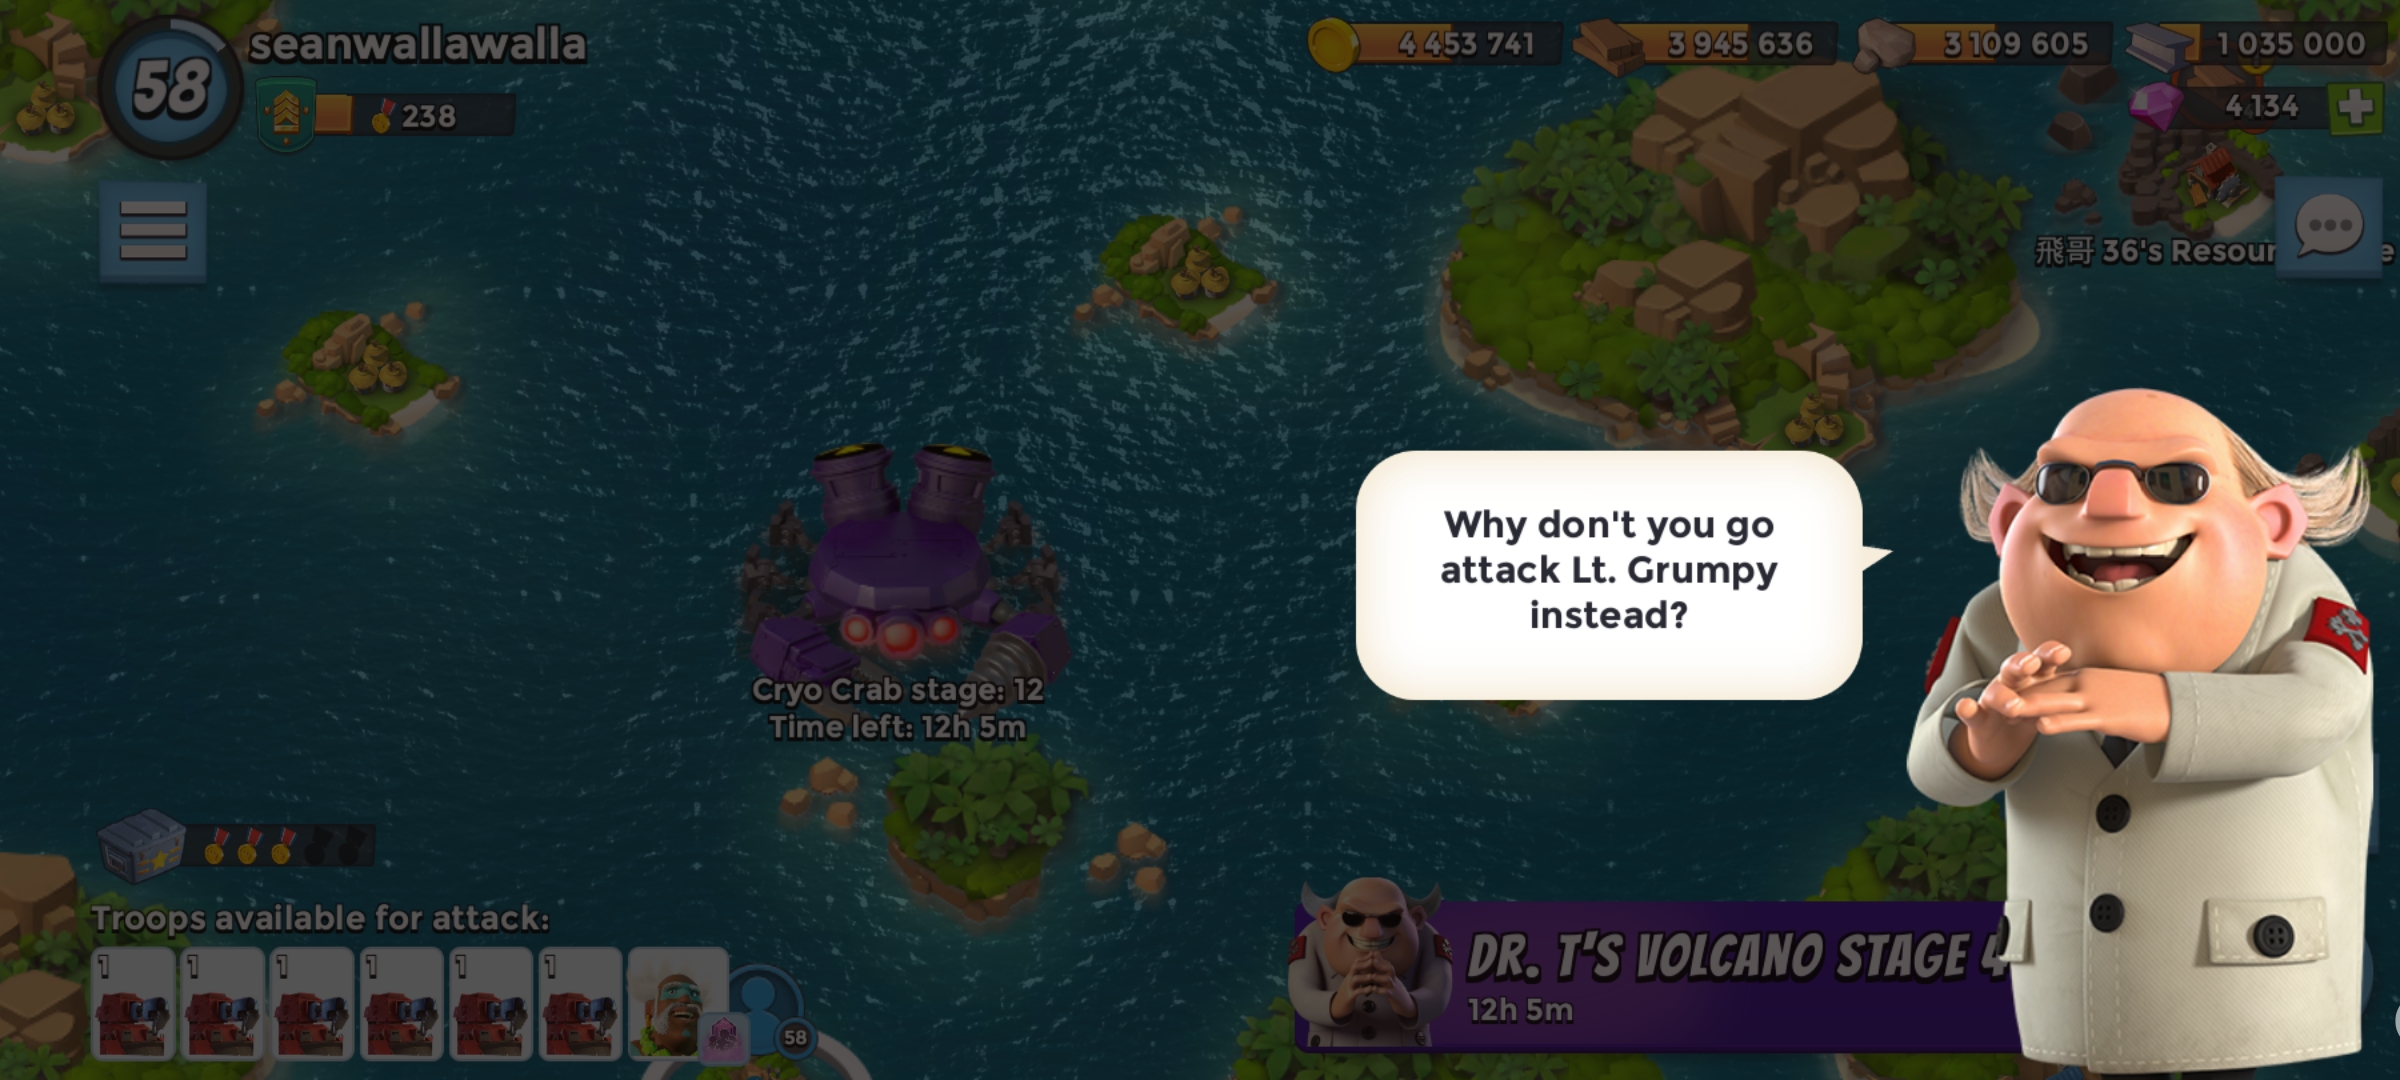 58
seanwallawalla
238
4 453 741
3 945 636
3 109 605
1 035 000
4 134
飛哥 36's Resour
Why don't you go
attack Lt. Grumpy
instead?
Cryo Crab stage: 12
Time left: 12h 5m
Troops available for attack:
1 1 1 1 1 1
58
DR. T'S VOLCANO STAGE 4
12h 5m